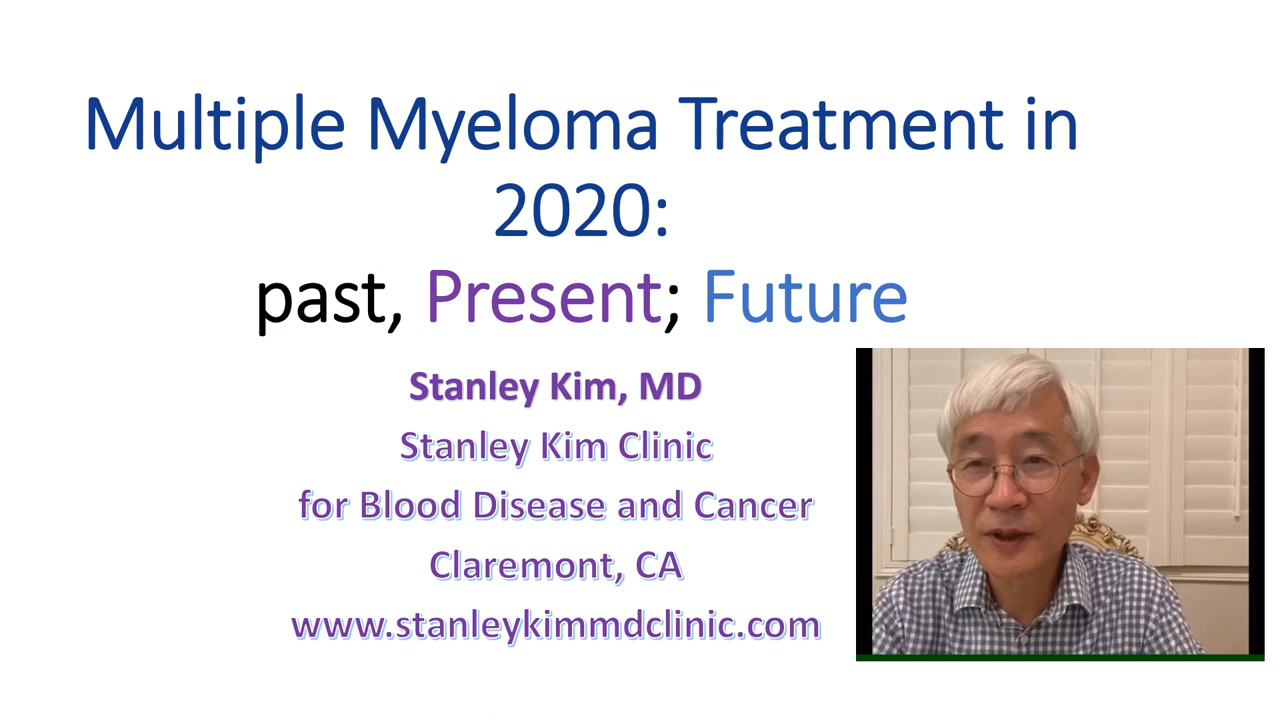 Multiple Myeloma Treatment in
2020:
past, Present; Future
Stanley Kim, MD
Stanley Kim Clinic
for Blood Disease and Cancer
Claremont, CA
www.stanleykimmdclinic.com